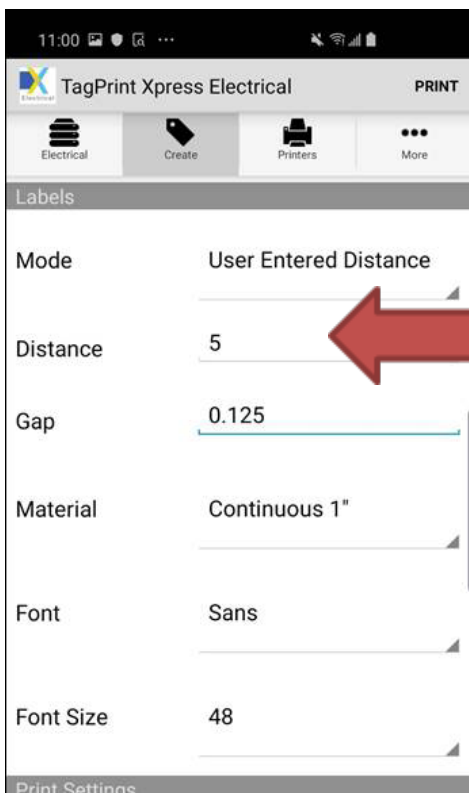 11:00
TagPrint Xpress Electrical PRINT
Electrical Create Printers More
Labels
Mode User Entered Distance
Distance 5
Gap 0.125
Material Continuous 1"
Font Sans
Font Size 48
Print Settings